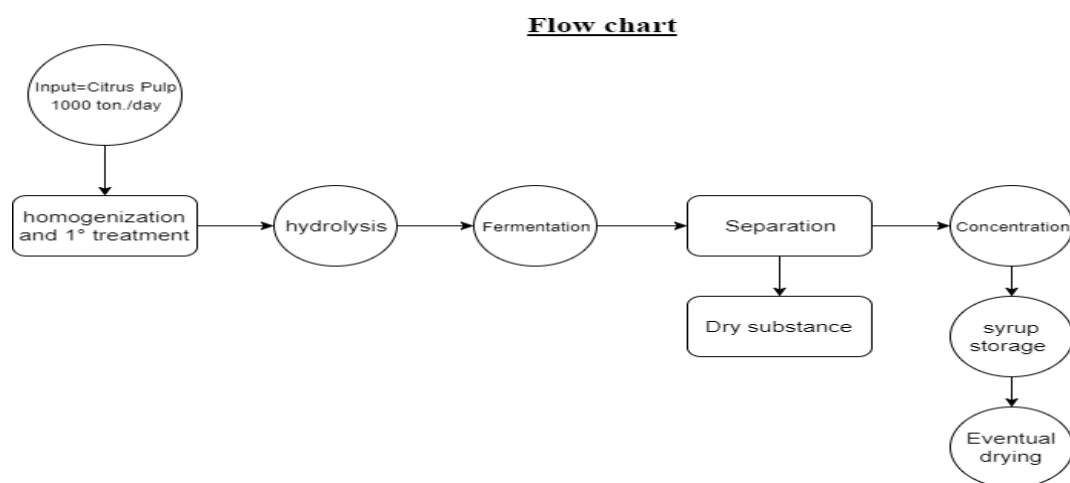 Flow chart
Input=Citrus Pulp
1000 ton./day
homogenization
and 1° treatment
hydrolysis
Fermentation
Separation
Concentration
Dry substance
syrup
storage
Eventual
drying